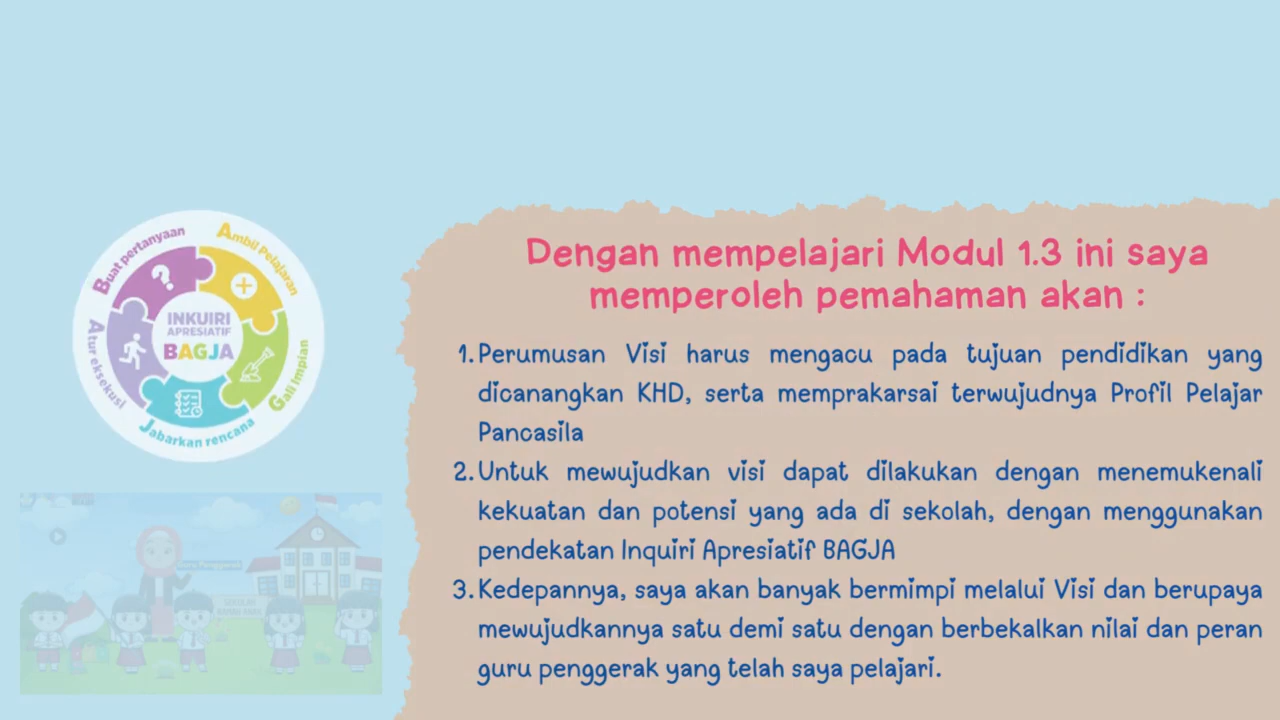 Buat pertanyaan
Ambil Pelajaran
Gali Impian
Jabarkan rencana
Atur eksekusi
INKUIRI
APRESIATIF
BAGJA
Guru Penggerak
Dengan mempelajari Modul 1.3 ini saya
memperoleh pemahaman akan :
1. Perumusan Visi harus mengacu pada tujuan pendidikan yang
dicanangkan KHD, serta memprakarsai terwujudnya Profil Pelajar
Pancasila
2. Untuk mewujudkan visi dapat dilakukan dengan menemukenali
kekuatan dan potensi yang ada di sekolah, dengan menggunakan
pendekatan Inquiri Apresiatif BAGJA
3. Kedepannya, saya akan banyak bermimpi melalui Visi dan berupaya
mewujudkannya satu demi satu dengan berbekalkan nilai dan peran
guru penggerak yang telah saya pelajari.